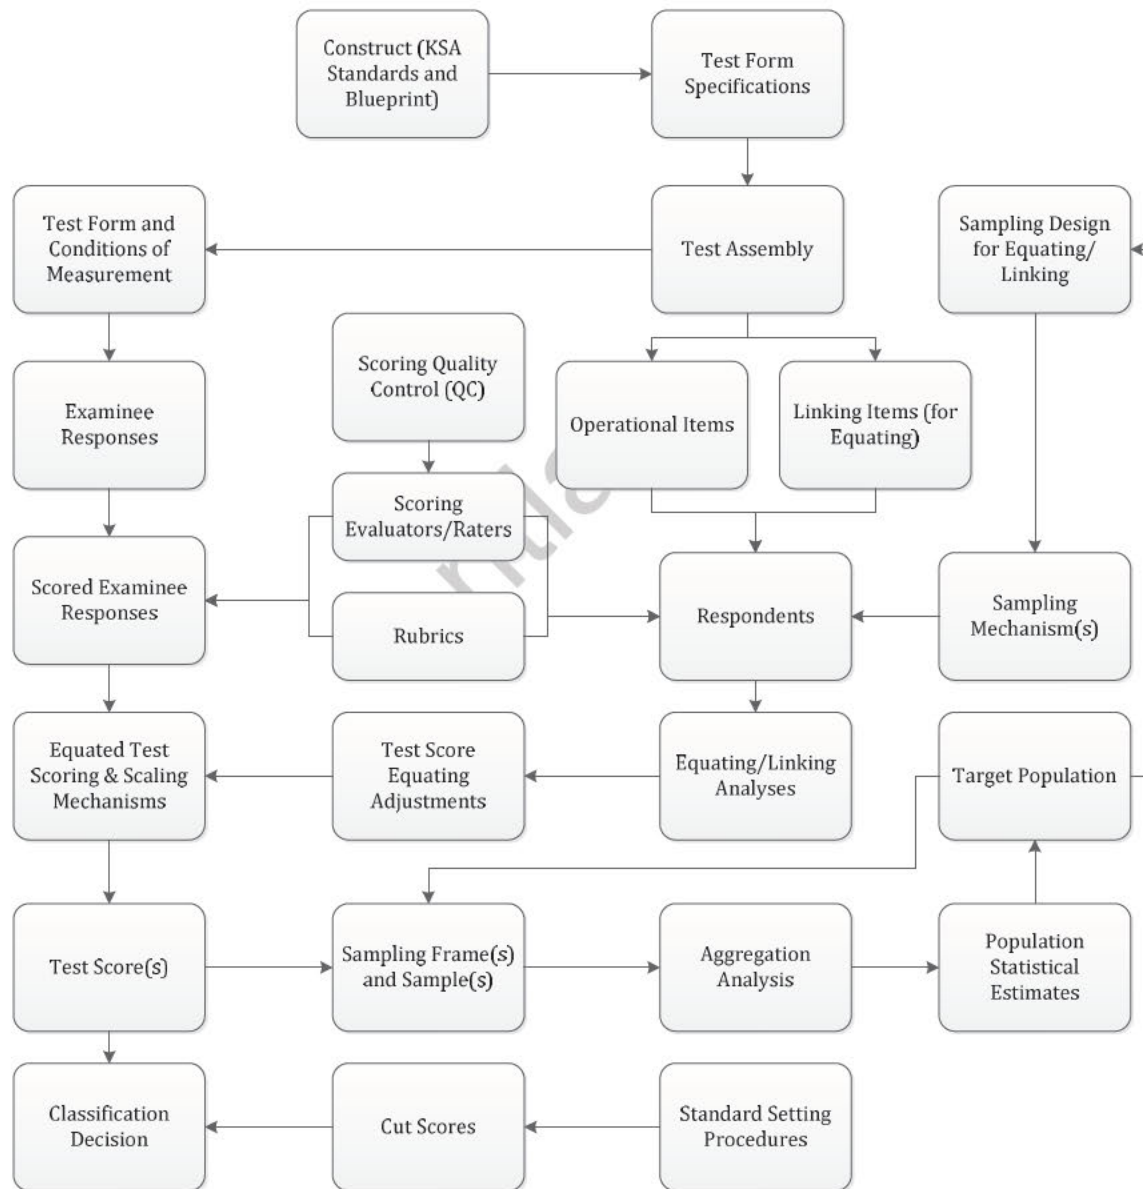 Construct (KSA
Standards and
Blueprint)
Test Form
Specifications
Test Form and
Conditions of
Measurement
Test Assembly
Sampling Design
for Equating/
Linking
Scoring Quality
Control (QC)
Operational Items
Linking Items (for
Equating)
Examinee
Responses
Scoring
Evaluators/Raters
Scored Examinee
Responses
Rubrics
Respondents
Sampling
Mechanism(s)
Equated Test
Scoring & Scaling
Mechanisms
Test Score
Equating
Adjustments
Equating/Linking
Analyses
Target Population
Test Score(s)
Sampling Frame(s)
and Sample(s)
Aggregation
Analysis
Population
Statistical
Estimates
Classification
Decision
Cut Scores
Standard Setting
Procedures